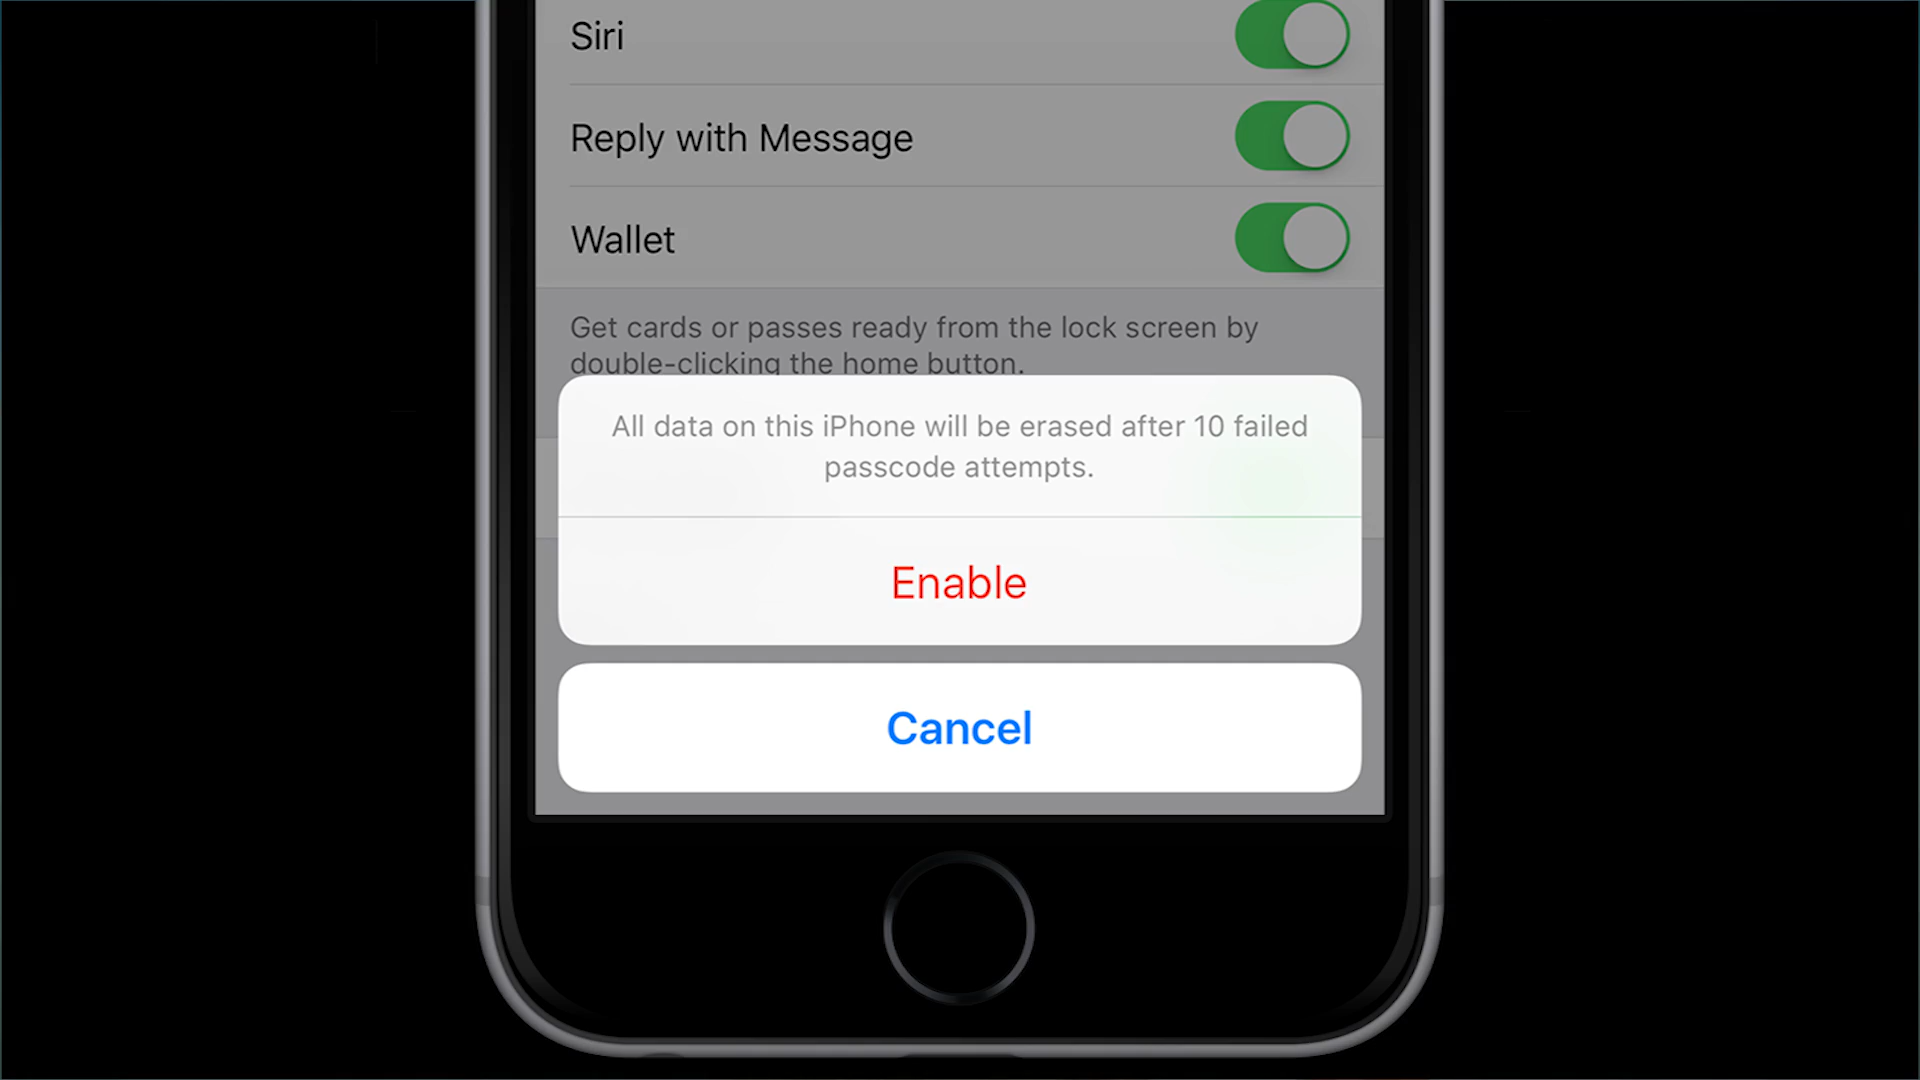 Siri
Reply with Message
Wallet
Get cards or passes ready from the lock screen by
double-clicking the home button.
All data on this iPhone will be erased after 10 failed
passcode attempts.
Enable
Cancel